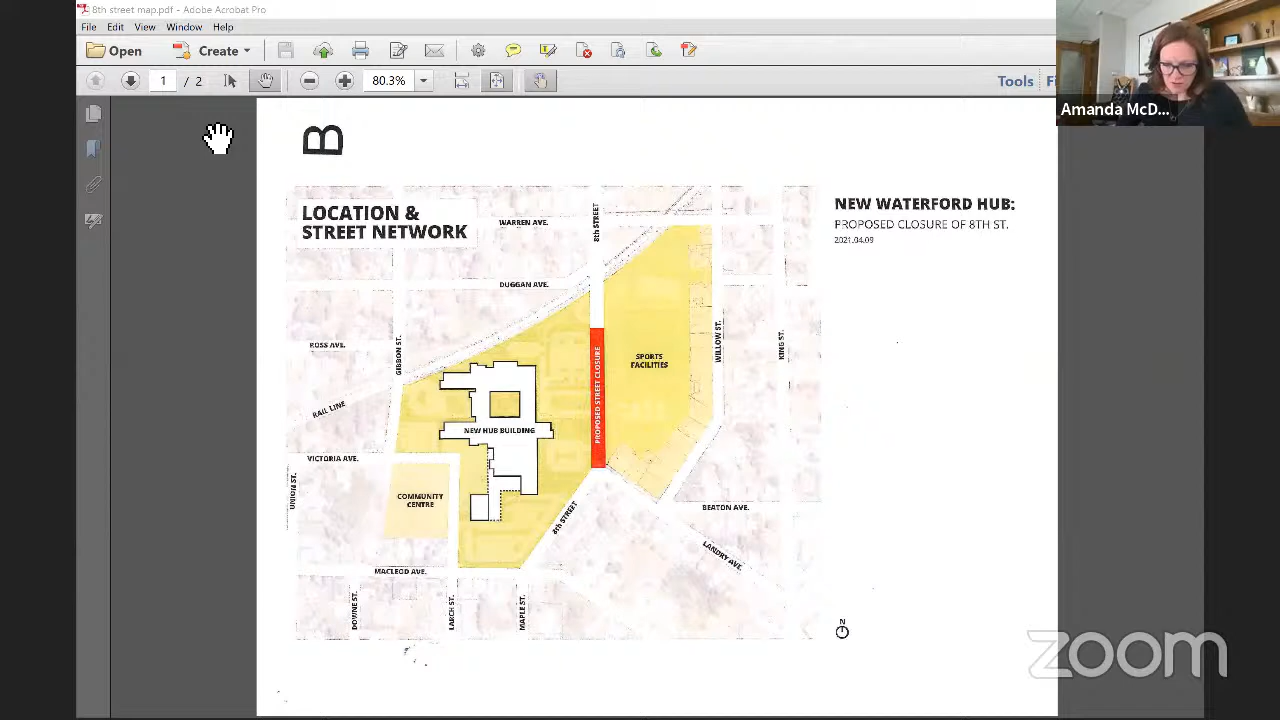 8th street map.pdf - Adobe Acrobat Pro
File Edit View Window Help
Open Create
1 / 2 80.3% Tools
Amanda McD...
B
LOCATION &
STREET NETWORK
NEW WATERFORD HUB:
PROPOSED CLOSURE OF 8TH ST.
2021.04.09
WARREN AVE.
8th STREET
DUGGAN AVE.
ROSS AVE.
GIBBON ST.
WILLOW ST.
KING ST.
SPORTS
FACILITIES
PROPOSED STREET CLOSURE
RAIL LINE
NEW HUB BUILDING
VICTORIA AVE.
UNION ST.
COMMUNITY
CENTRE
8th STREET
BEATON AVE.
LANDRY AVE.
MACLEOD AVE.
LARCH ST.
MAPLE ST.
N
zoom